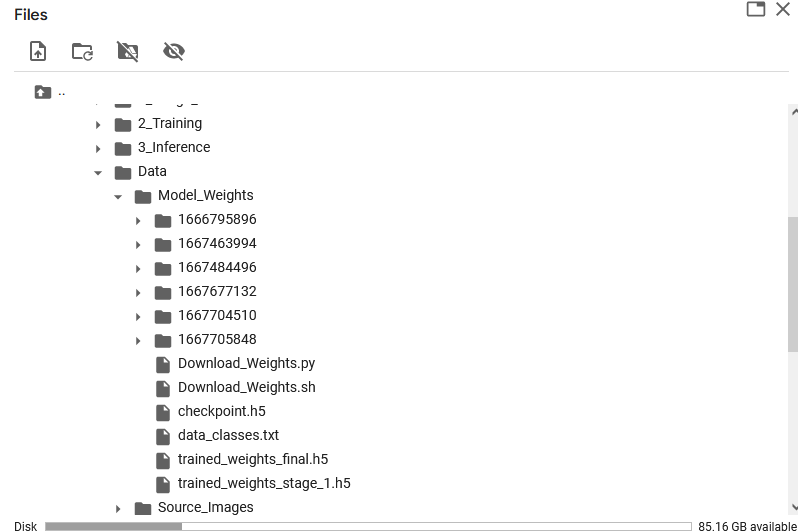 Files
..
2_Training
3_Inference
Data
Model_Weights
1666795896
1667463994
1667484496
1667677132
1667704510
1667705848
Download_Weights.py
Download_Weights.sh
checkpoint.h5
data_classes.txt
trained_weights_final.h5
trained_weights_stage_1.h5
Source_Images
Disk 85.16 GB available